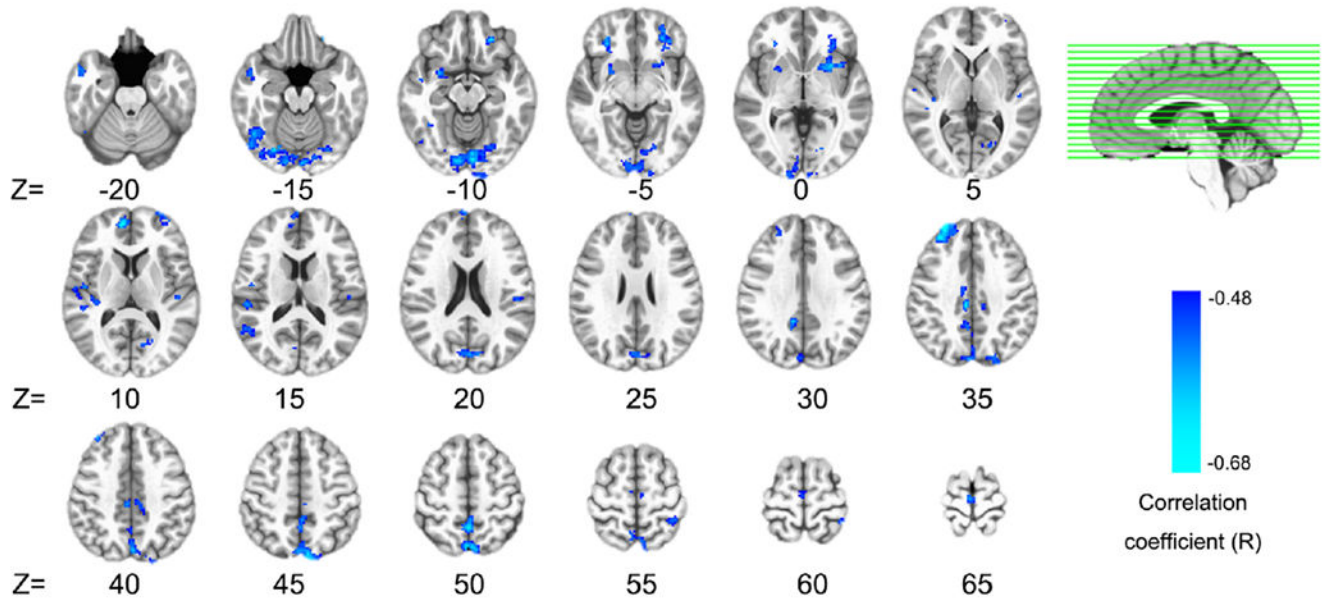 Z= -20 -15 -10 -5 0 5
Z= 10 15 20 25 30 35
-0.48
-0.68
Correlation
coefficient (R)
Z= 40 45 50 55 60 65